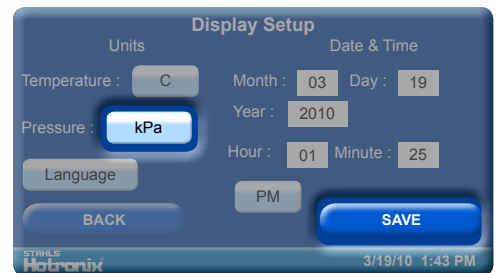 Display Setup
Units
Date & Time
Temperature : C
Month : 03 Day : 19
Pressure : kPa
Year : 2010
Hour : 01 Minute : 25
Language
PM
BACK
SAVE
STAHLS'
Hotronix
3/19/10 1:43 PM